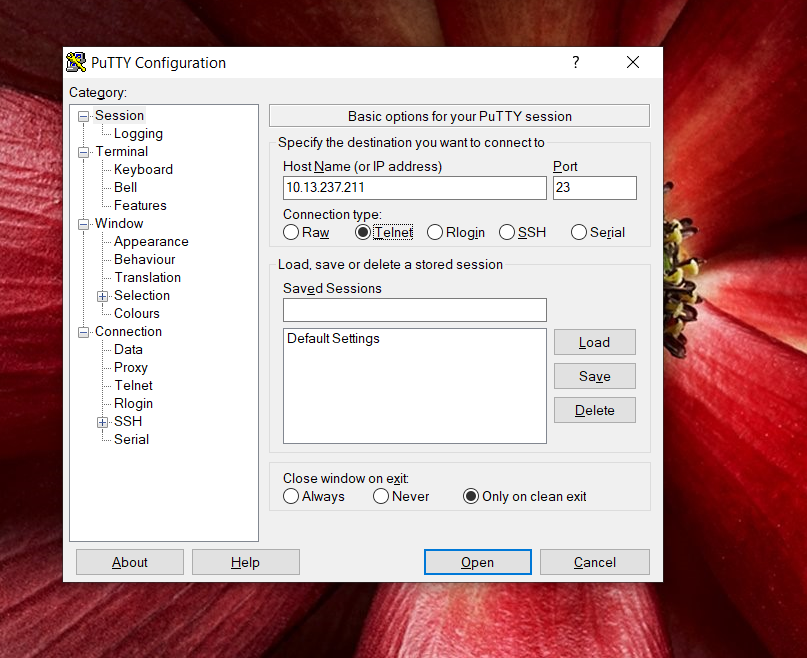 PuTTY Configuration
?
Category:
Session
Logging
Terminal
Keyboard
Bell
Features
Window
Appearance
Behaviour
Translation
Selection
Colours
Connection
Data
Proxy
Telnet
Rlogin
SSH
Serial
Basic options for your PuTTY session
Specify the destination you want to connect to
Host Name (or IP address) Port
10.13.237.211 23
Connection type:
Raw Telnet Rlogin SSH Serial
Load, save or delete a stored session
Saved Sessions
Default Settings
Load
Save
Delete
Close window on exit:
Always Never Only on clean exit
About Help Open Cancel